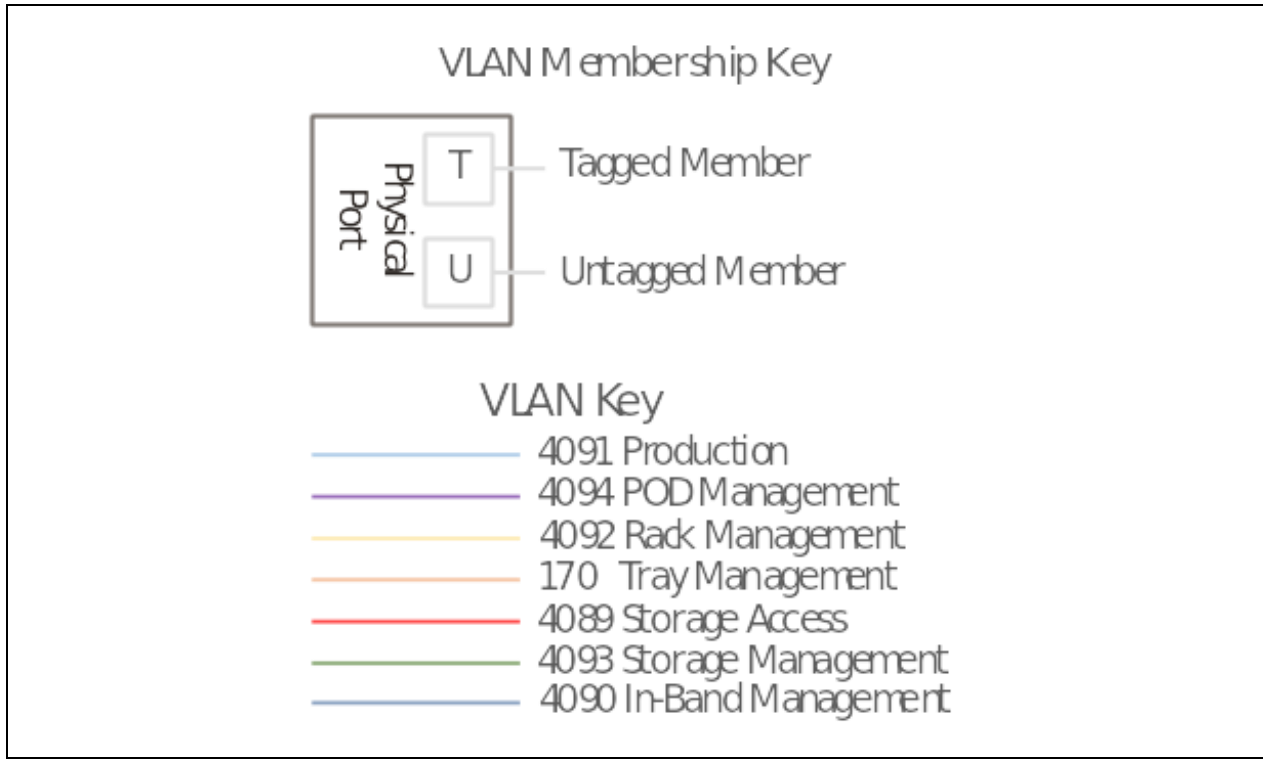 VLAN Membership Key
Physical
Port
T
Tagged Member
U
Untagged Member
VLAN Key
4091 Production
4094 POD Management
4092 Rack Management
170 Tray Management
4089 Storage Access
4093 Storage Management
4090 In-Band Management